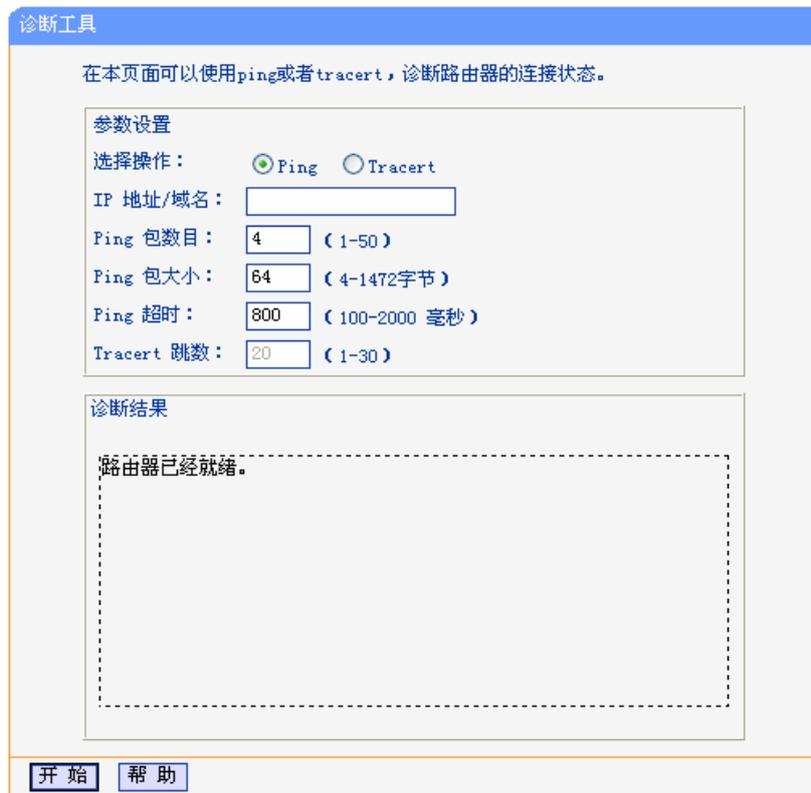 诊断工具
在本页面可以使用ping或者tracert，诊断路由器的连接状态。
参数设置
选择操作： Ping Tracert
IP 地址/域名：
Ping 包数目： 4 （1-50）
Ping 包大小： 64 （4-1472字节）
Ping 超时： 800 （100-2000 毫秒）
Tracert 跳数： 20 （1-30）
诊断结果
路由器已经就绪。
开 始 帮 助